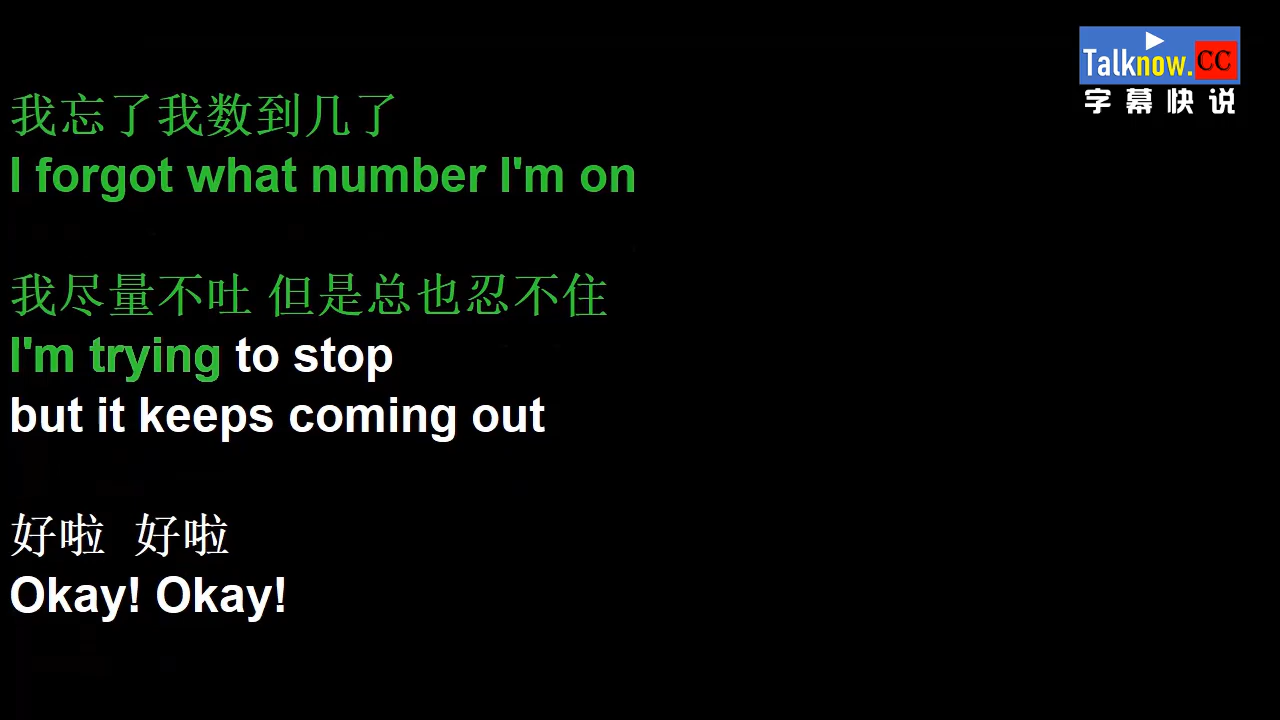 Talknow.CC
字幕快说
我忘了我数到几了
I forgot what number I'm on
我尽量不吐 但是总也忍不住
I'm trying to stop
but it keeps coming out
好啦 好啦
Okay! Okay!